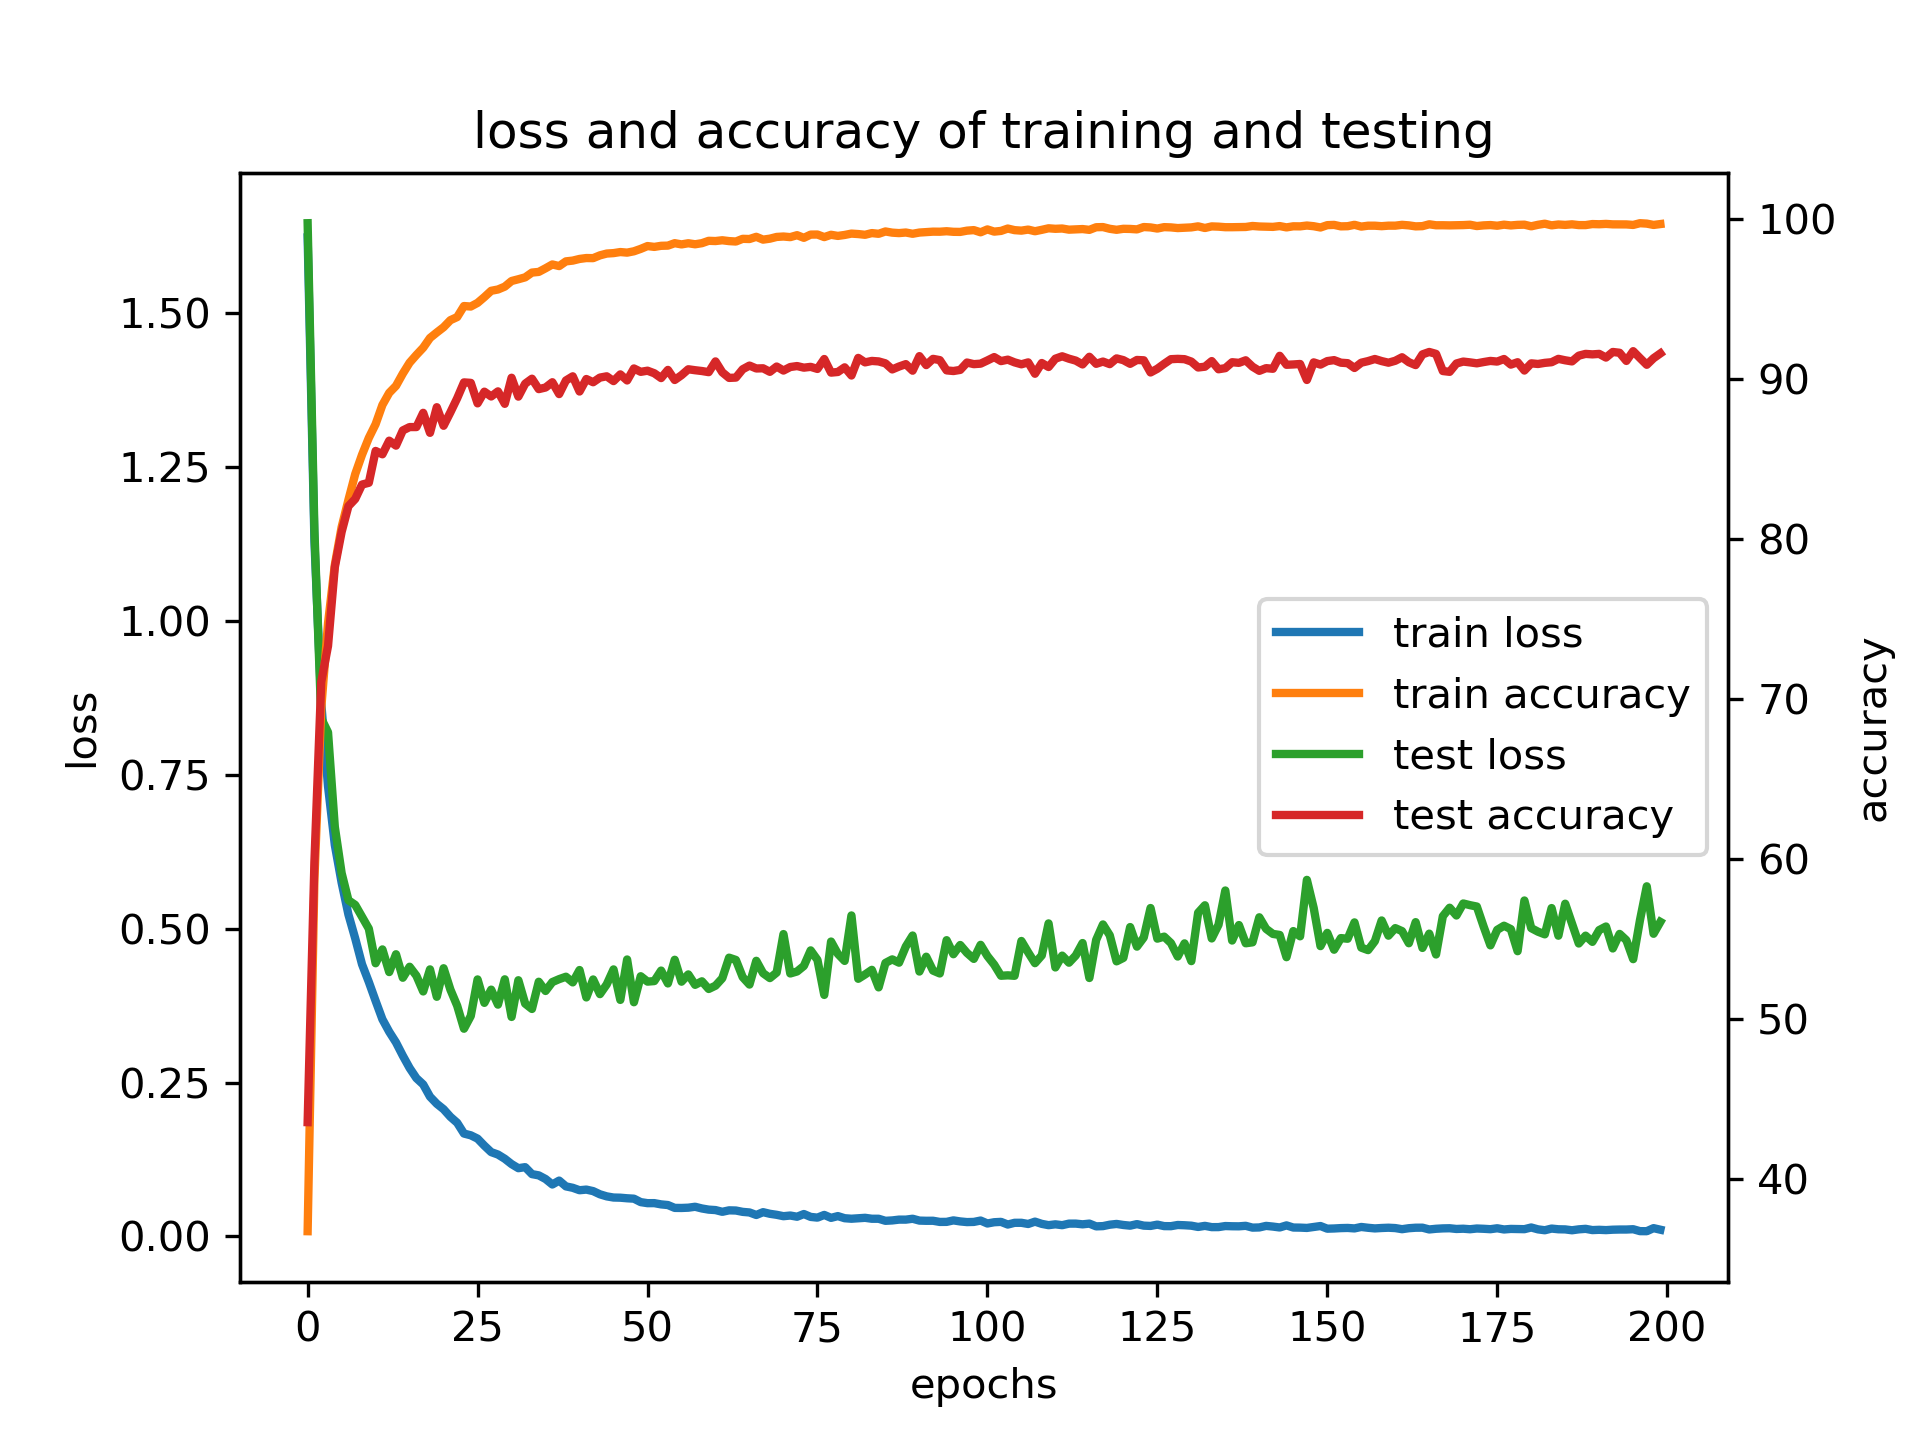 loss and accuracy of training and testing
1.50
1.25
1.00
0.75
0.50
0.25
0.00
loss
100
90
80
70
60
50
40
accuracy
train loss
train accuracy
test loss
test accuracy
0 25 50 75 100 125 150 175 200
epochs